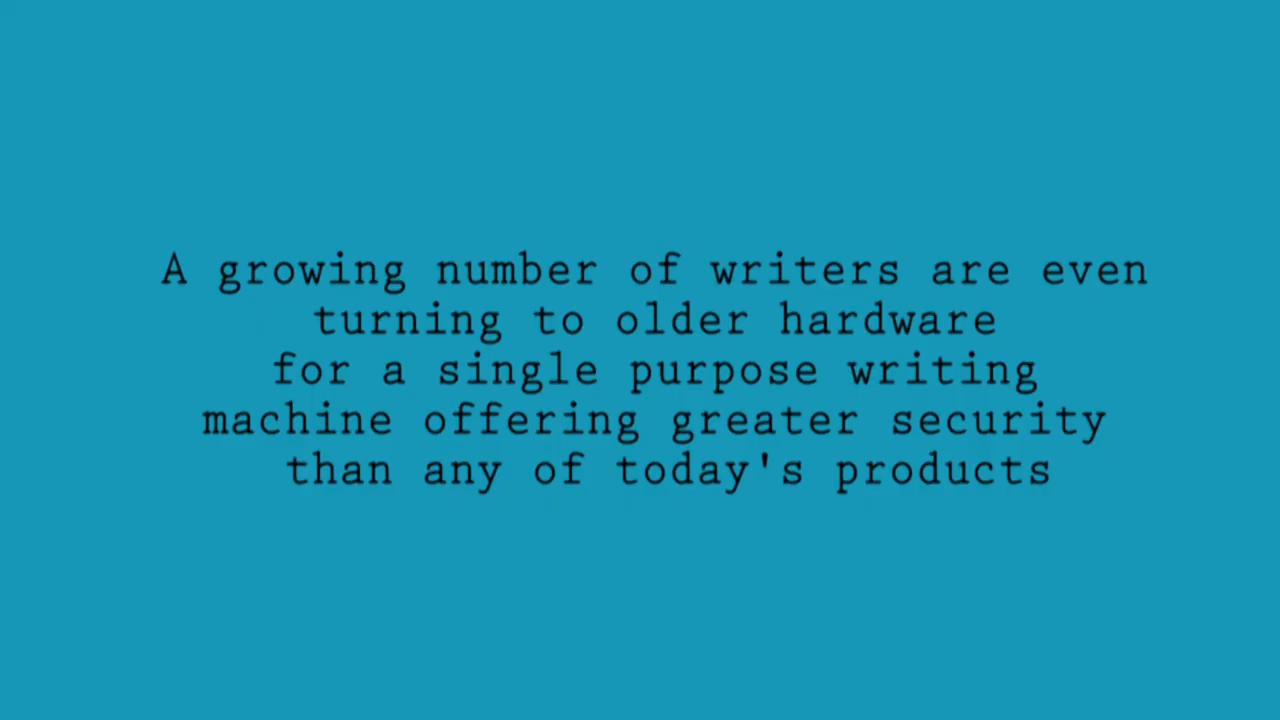 A growing number of writers are even
turning to older hardware
for a single purpose writing
machine offering greater security
than any of today's products